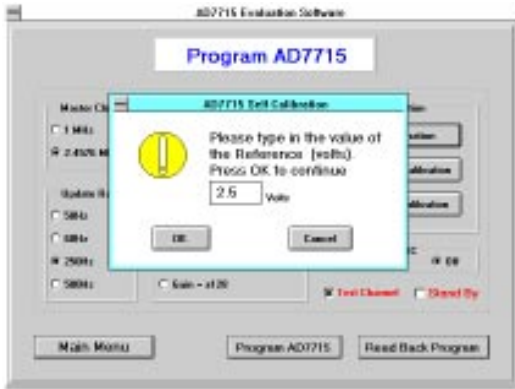 AD7715 Evaluation Software
Program AD7715
Master Cl
1 MHz
2.4576 M
Update Ra
50Hz
60Hz
250Hz
500Hz
Gain = x128
AD7715 Self Calibration
Please type in the value of
the Reference (volts).
Press OK to continue
2.5 Volts
OK Cancel
Test Channel Stand By
Main Menu Program AD7715 Read Back Program